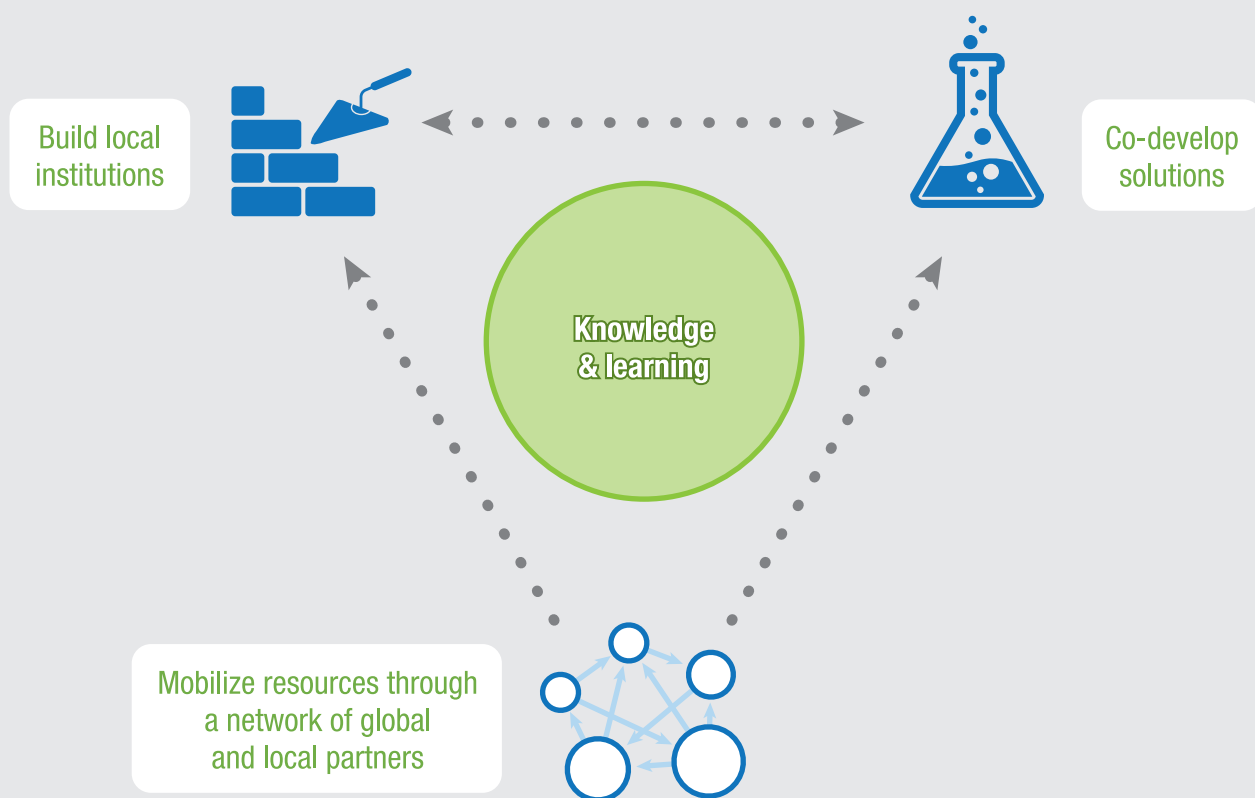 Build local
institutions
Co-develop
solutions
Knowledge
& learning
Mobilize resources through
a network of global
and local partners